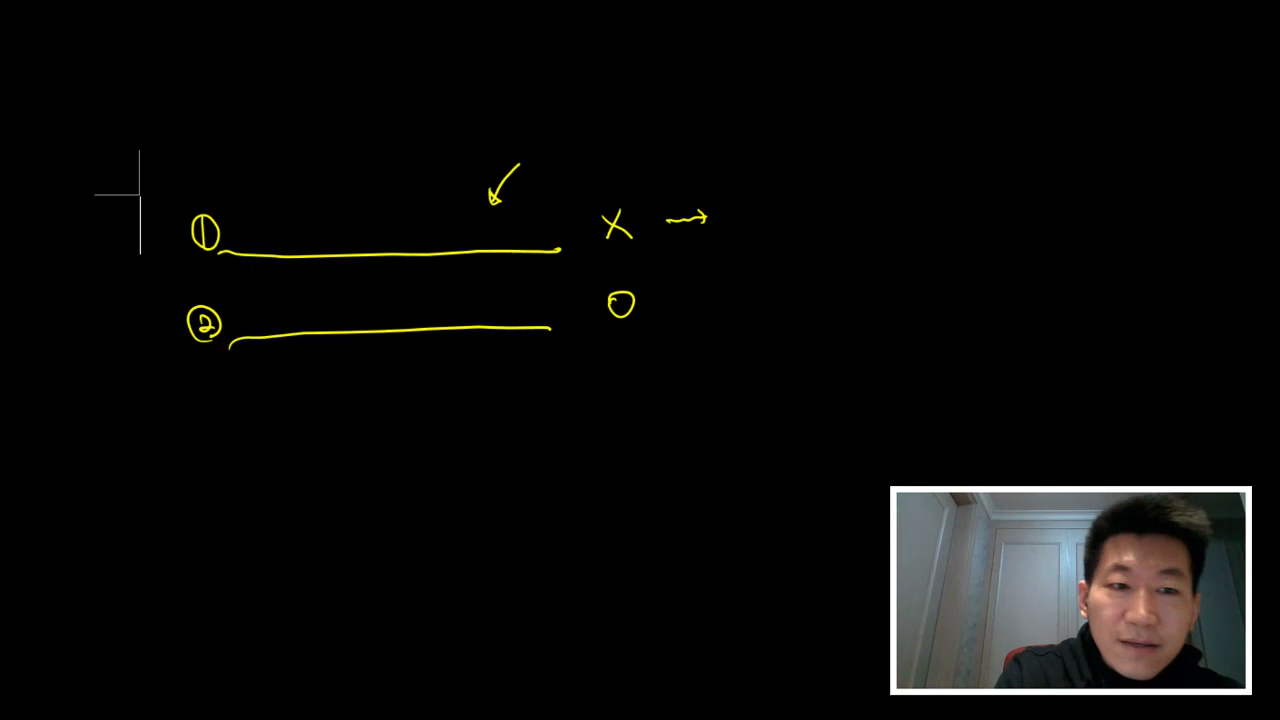 ① X →
② O